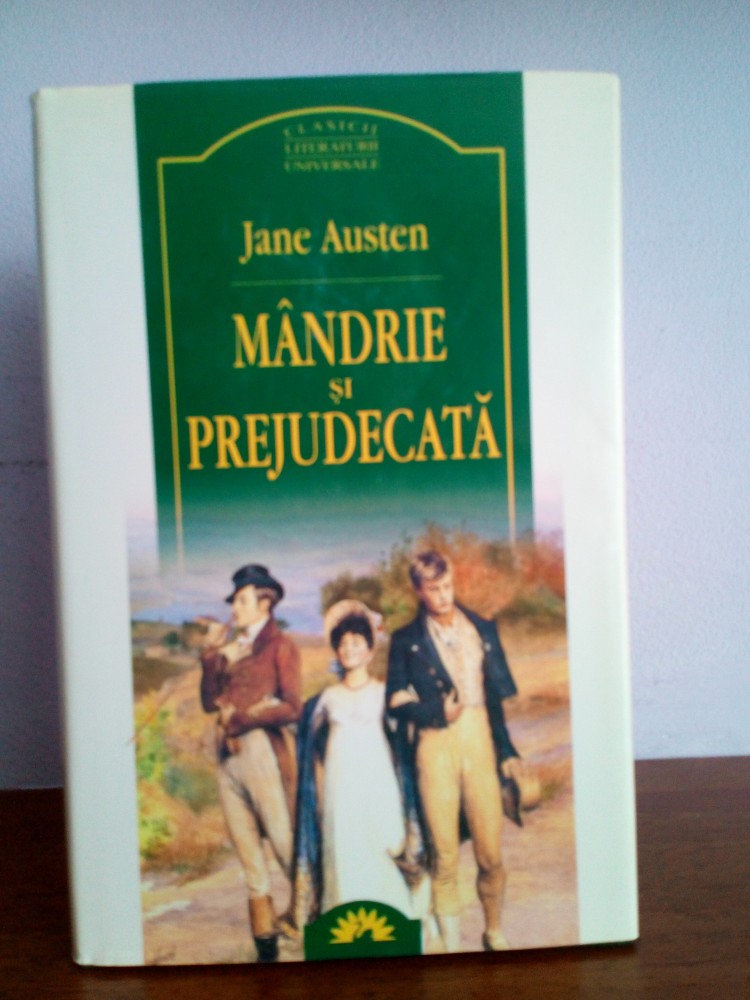 CLASICII
LITERATURII
UNIVERSALE
Jane Austen
MÂNDRIE
ŞI
PREJUDECATĂ